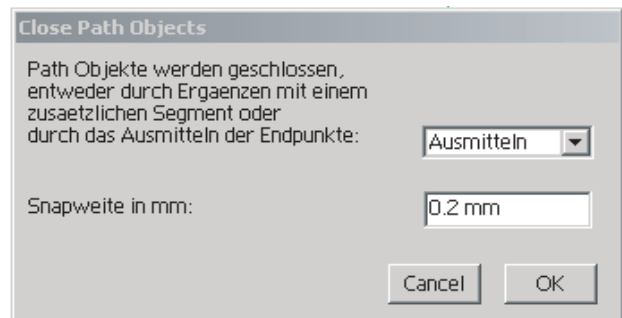 Close Path Objects
Path Objekte werden geschlossen,
entweder durch Ergaenzen mit einem
zusaetzlichen Segment oder
durch das Ausmitteln der Endpunkte:
Ausmitteln
Snapweite in mm:
0.2 mm
Cancel
OK